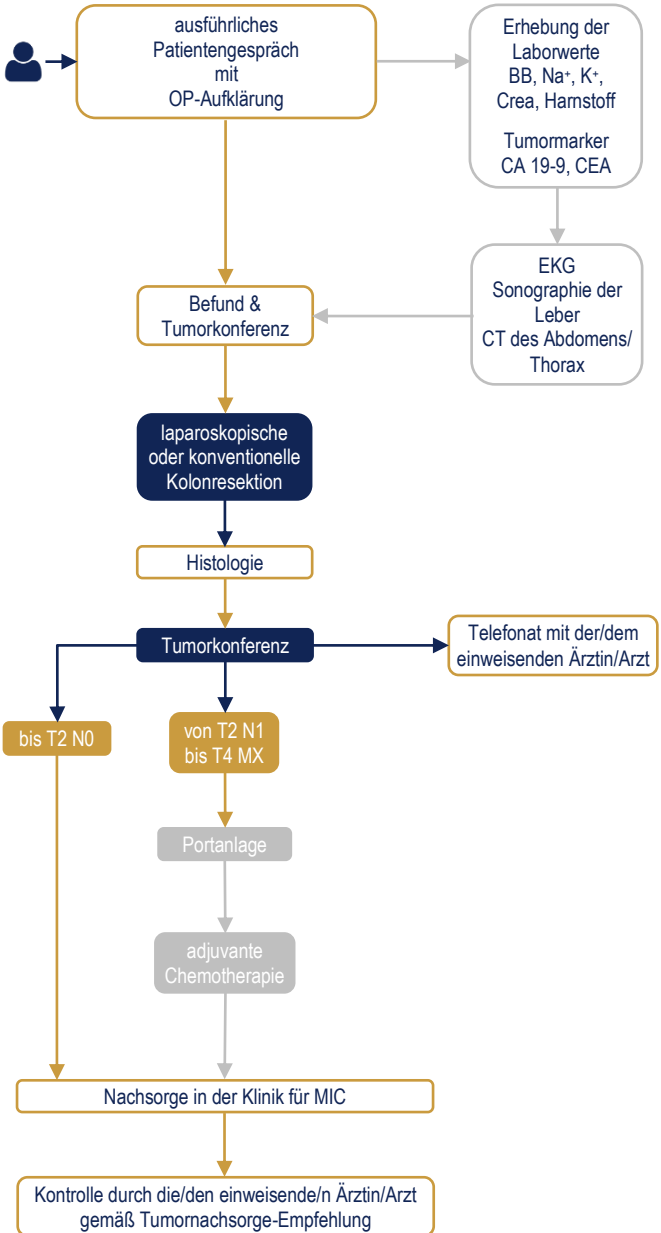 ausführliches
Patientengespräch
mit
OP-Aufklärung
Erhebung der
Laborwerte
BB, Na⁺, K⁺,
Crea, Harnstoff
Tumormarker
CA 19-9, CEA
EKG
Sonographie der
Leber
CT des Abdomens/
Thorax
Befund &
Tumorkonferenz
laparoskopische
oder konventionelle
Kolonresektion
Histologie
Tumorkonferenz
Telefonat mit der/dem
einweisenden Ärztin/Arzt
bis T2 N0
von T2 N1
bis T4 MX
Portanlage
adjuvante
Chemotherapie
Nachsorge in der Klinik für MIC
Kontrolle durch die/den einweisende/n Ärztin/Arzt
gemäß Tumornachsorge-Empfehlung